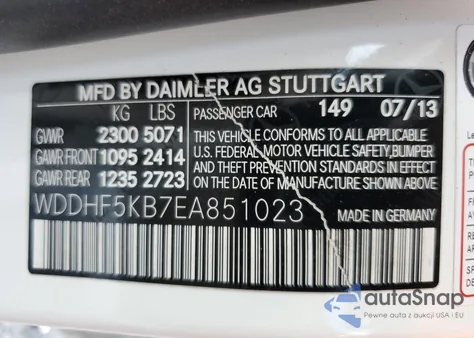 MFD BY DAIMLER AG STUTTGART
KG LBS PASSENGER CAR 149 07/13
GVWR 2300 5071 THIS VEHICLE CONFORMS TO ALL APPLICABLE
GAWR FRONT 1095 2414 U.S. FEDERAL MOTOR VEHICLE SAFETY, BUMPER
GAWR REAR 1235 2723 AND THEFT PREVENTION STANDARDS IN EFFECT
ON THE DATE OF MANUFACTURE SHOWN ABOVE.
WDDHF5KB7EA851023 MADE IN GERMANY
autoSnap
Pewne auta z USA i EU